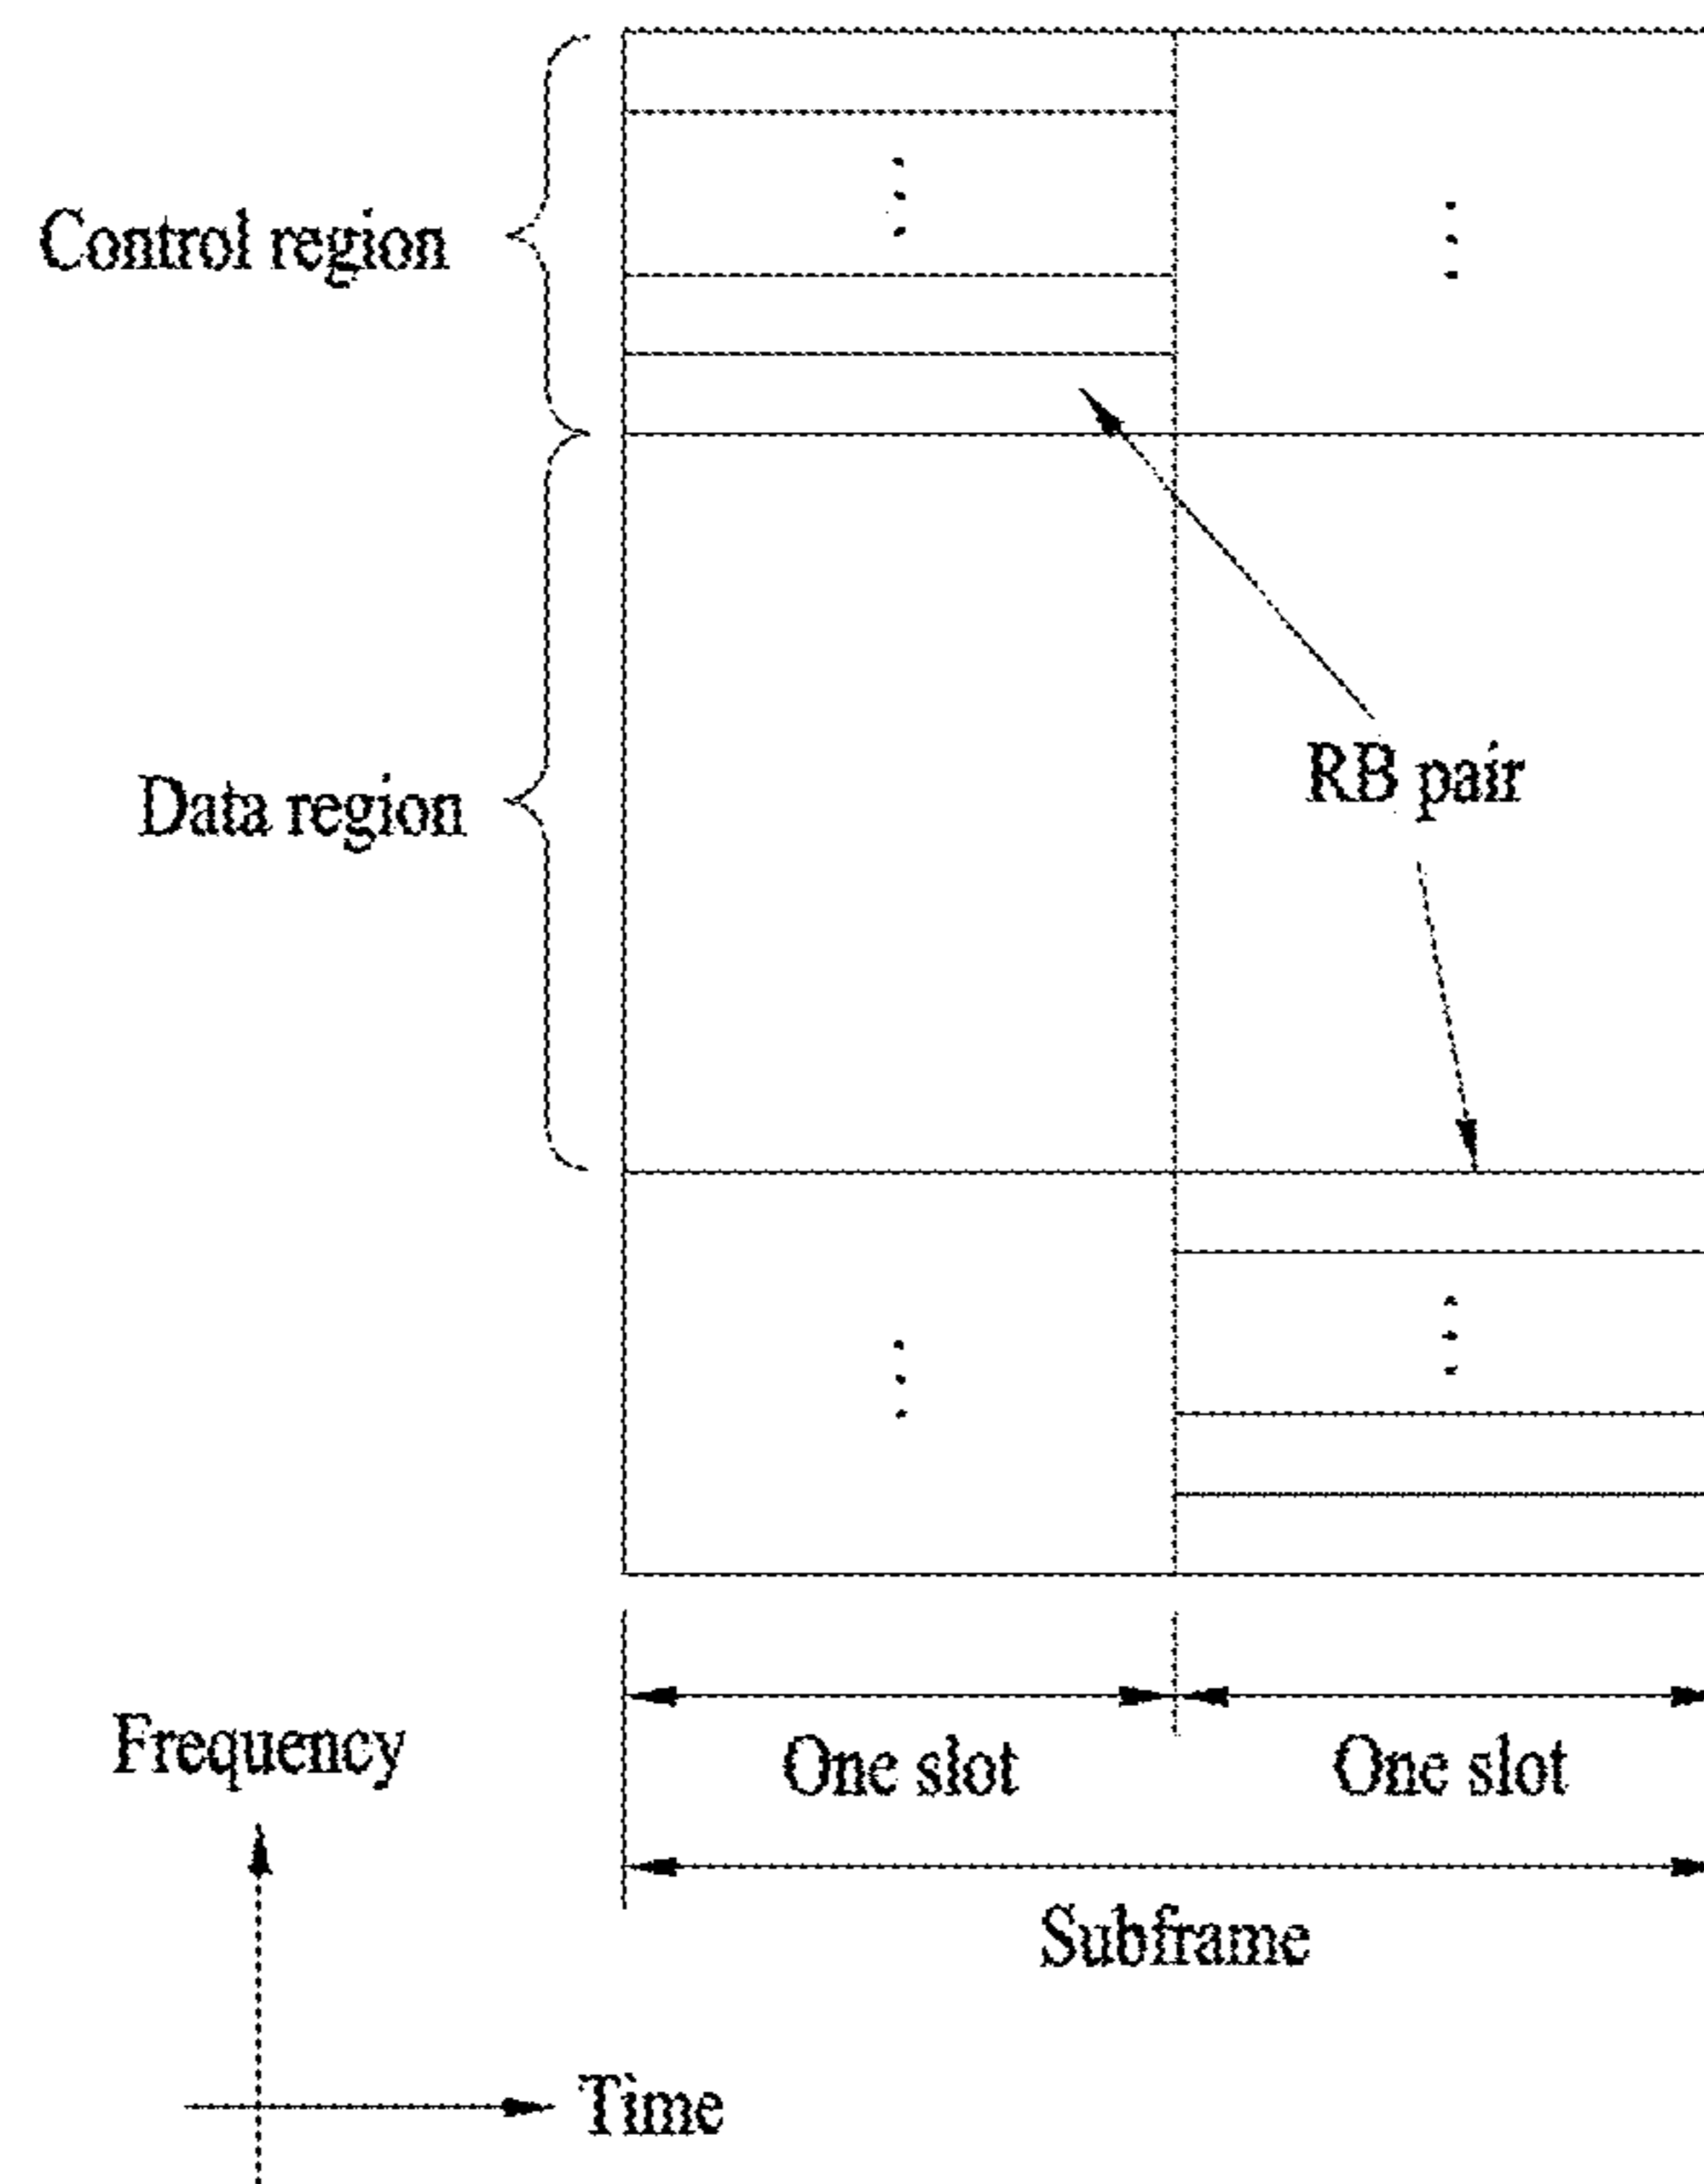 Control region
Data region
RB pair
One slot
One slot
Subframe
Frequency
Time